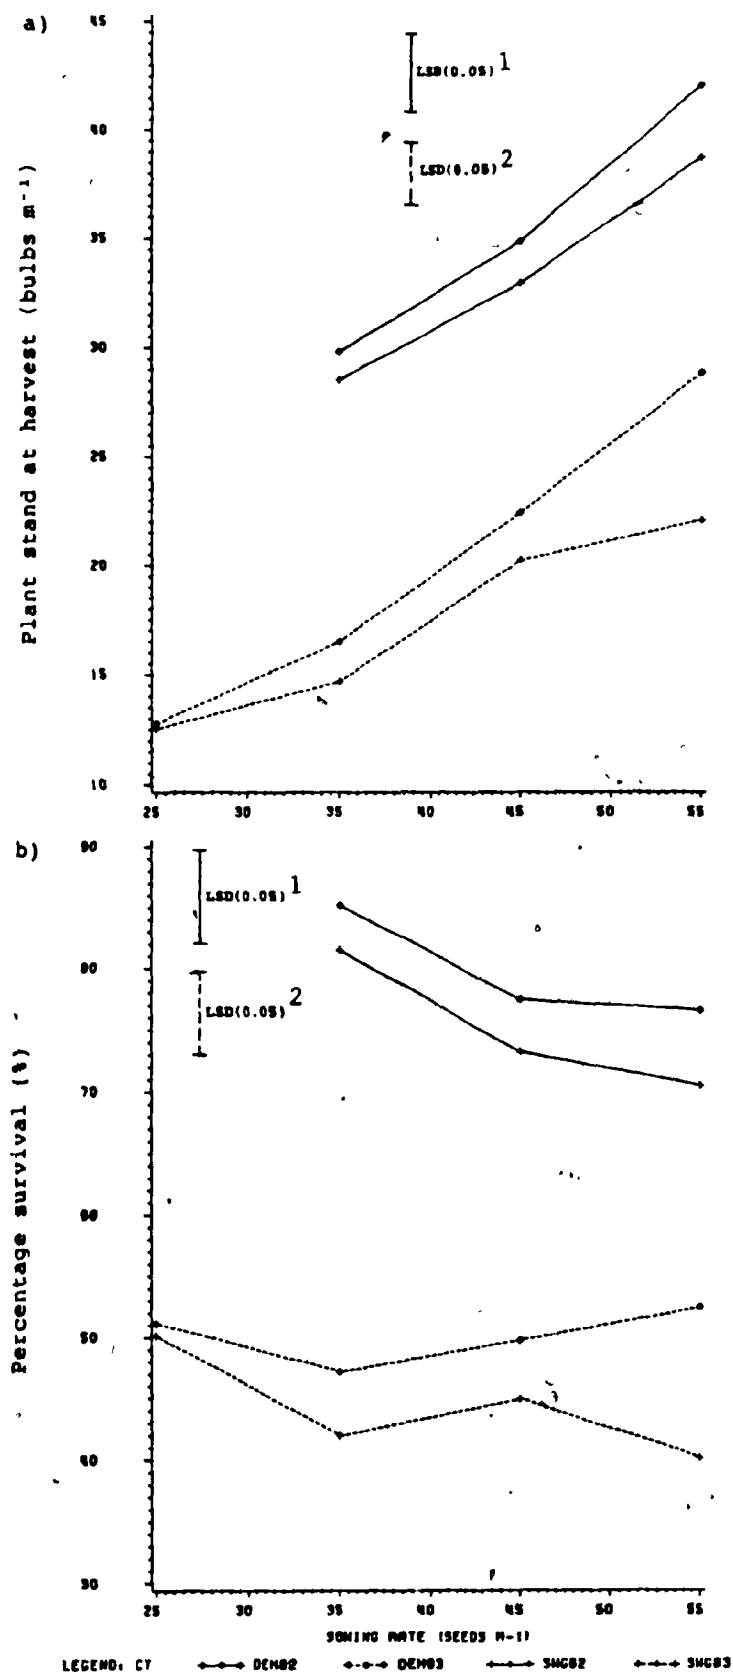 a)
45
LSD(0.05)1
40
LSD(0.05)2
35
30
25
20
15
10
Plant stand at harvest (bulbs m⁻¹)
25 30 35 40 45 50 55
b)
90
LSD(0.05)1
80
LSD(0.05)2
70
60
50
40
30
Percentage survival (%)
25 30 35 40 45 50 55
SOWING RATE (SEEDS M-1)
LEGEND: CT DEM82 DEM83 SWG82 SWG83